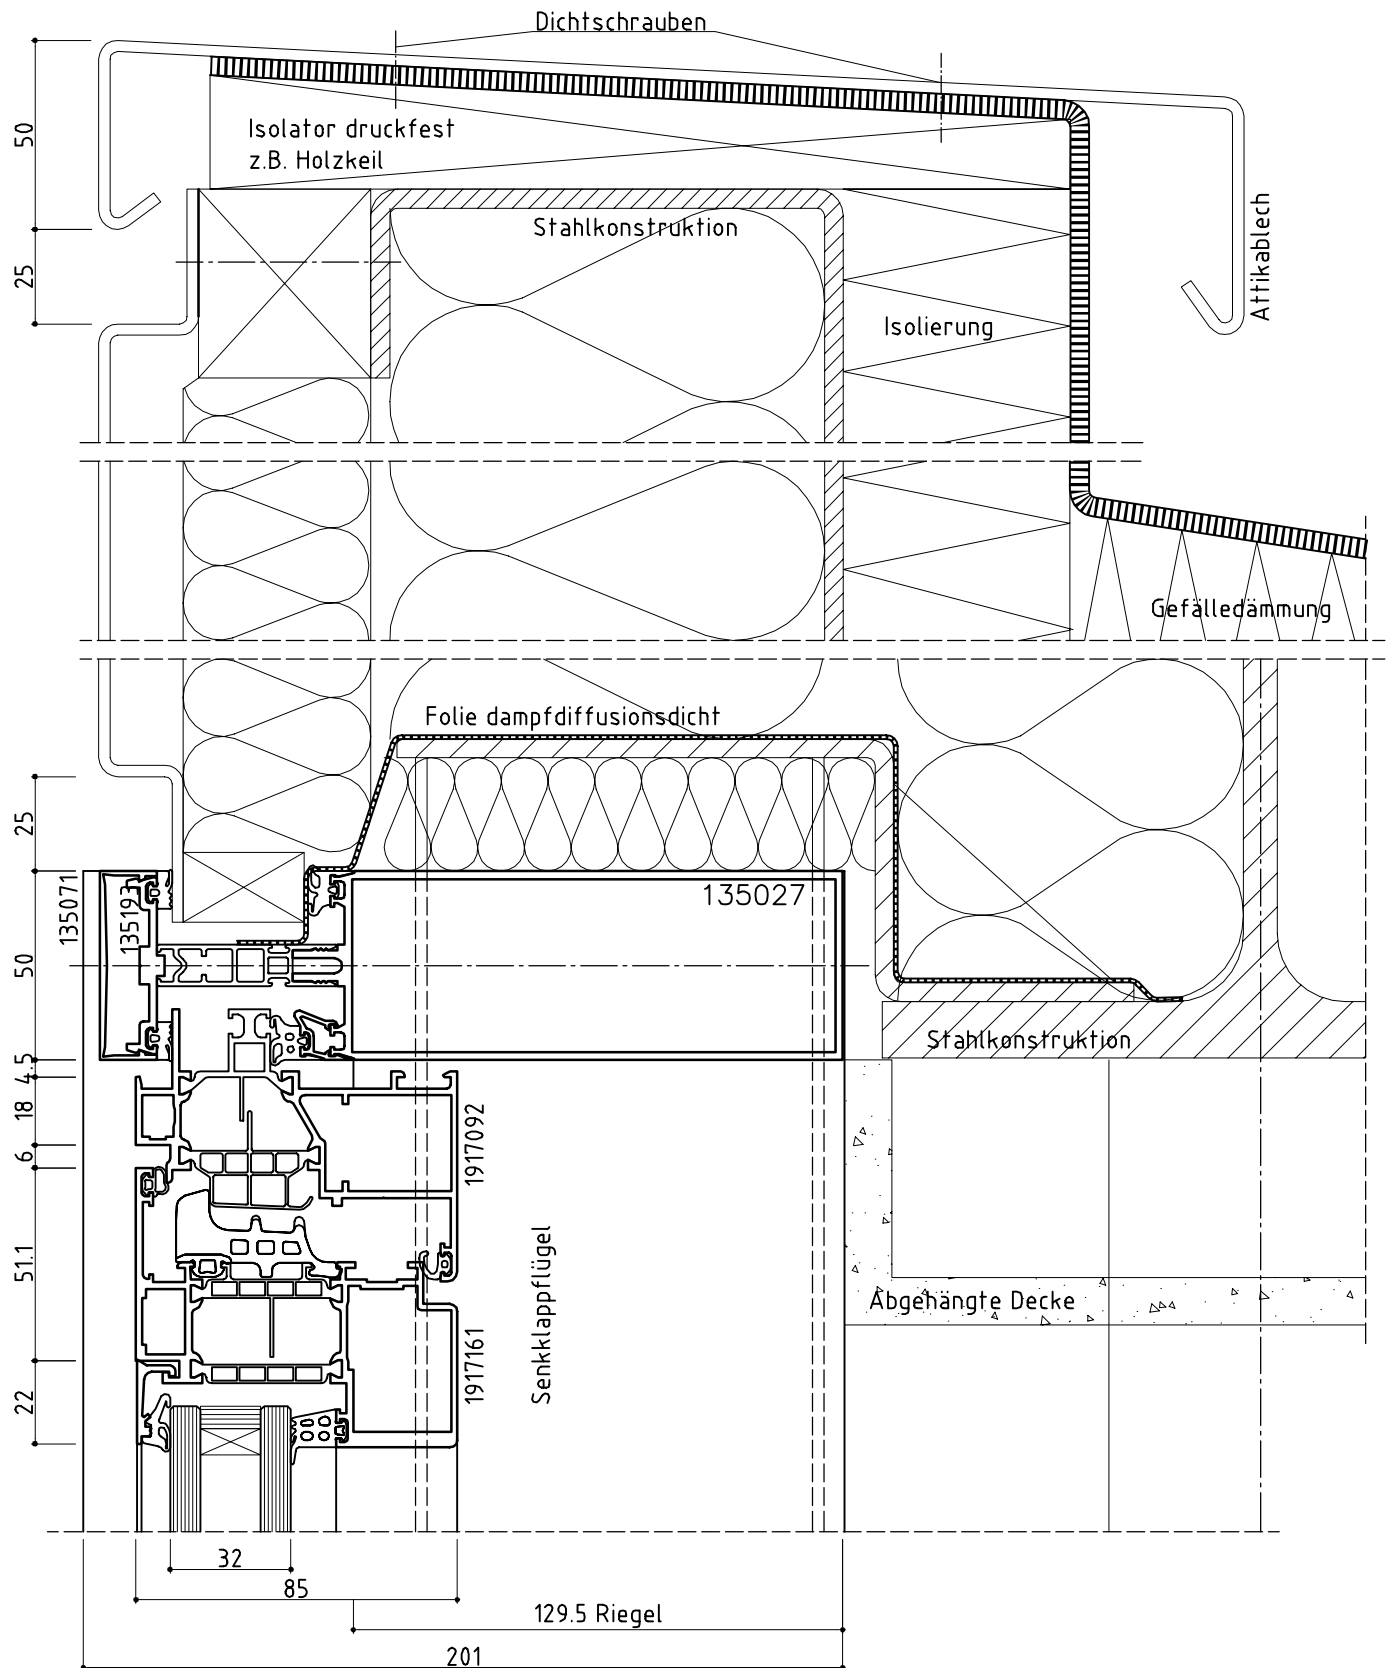 Dichtschrauben
50
Isolator druckfest
z.B. Holzkeil
Stahlkonstruktion
Attikablech
25
Isolierung
Gefälledämmung
Folie dampfdiffusionsdicht
25
135071
135193
135027
50
Stahlkonstruktion
4.5
18
6
1917092
51.1
Senkklappflügel
Abgehängte Decke
1917161
22
32
85
129.5 Riegel
201